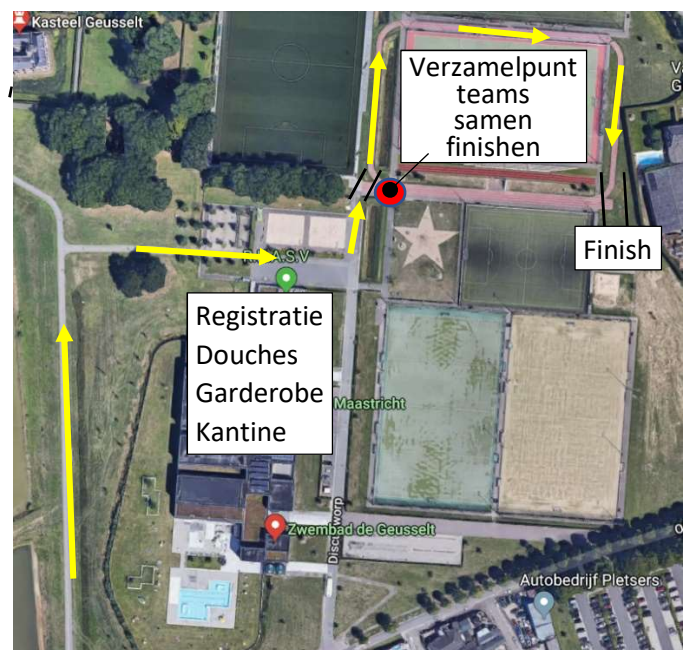 Kasteel Geusselt
Verzamelpunt
teams
samen
finishen
Finish
Registratie
Douches
Garderobe
Kantine
Maastricht
Zwembad de Geusselt
Discusworp
Autobedrijf Pletsers